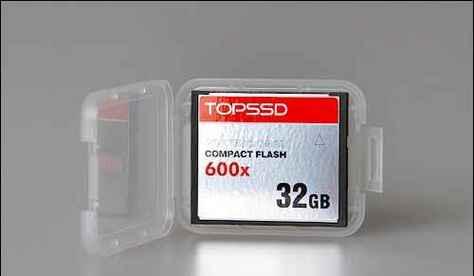 TOPSSD
COMPACT FLASH
600x
32GB